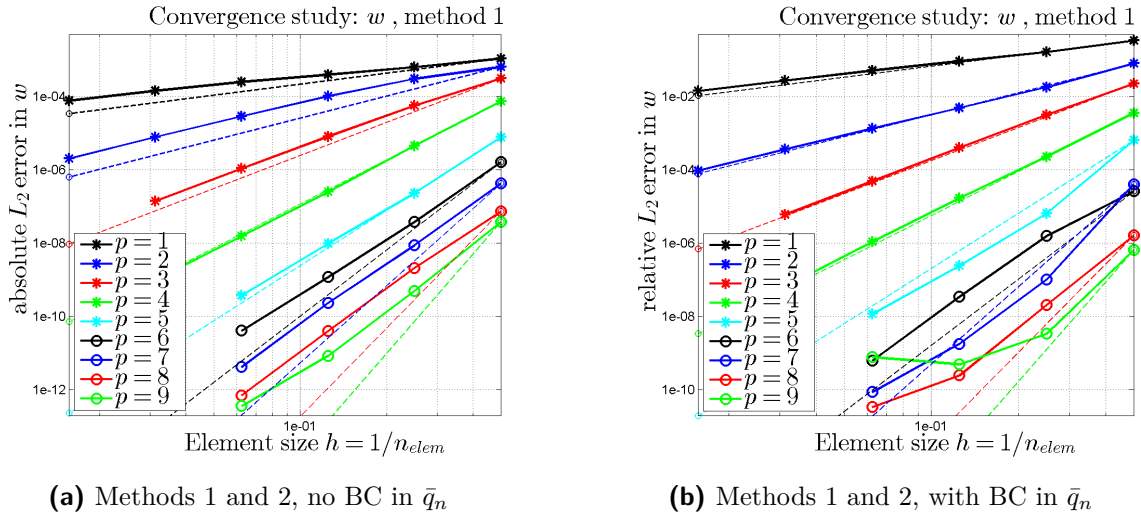 Convergence study: w , method 1
absolute L₂ error in w
1e-04
1e-06
1e-08
1e-10
1e-12
p = 1
p = 2
p = 3
p = 4
p = 5
p = 6
p = 7
p = 8
p = 9
1e-01
Element size h = 1/n_elem
(a) Methods 1 and 2, no BC in q̄ₙ
Convergence study: w , method 1
relative L₂ error in w
1e-02
1e-04
1e-06
1e-08
1e-10
p = 1
p = 2
p = 3
p = 4
p = 5
p = 6
p = 7
p = 8
p = 9
1e-01
Element size h = 1/n_elem
(b) Methods 1 and 2, with BC in q̄ₙ